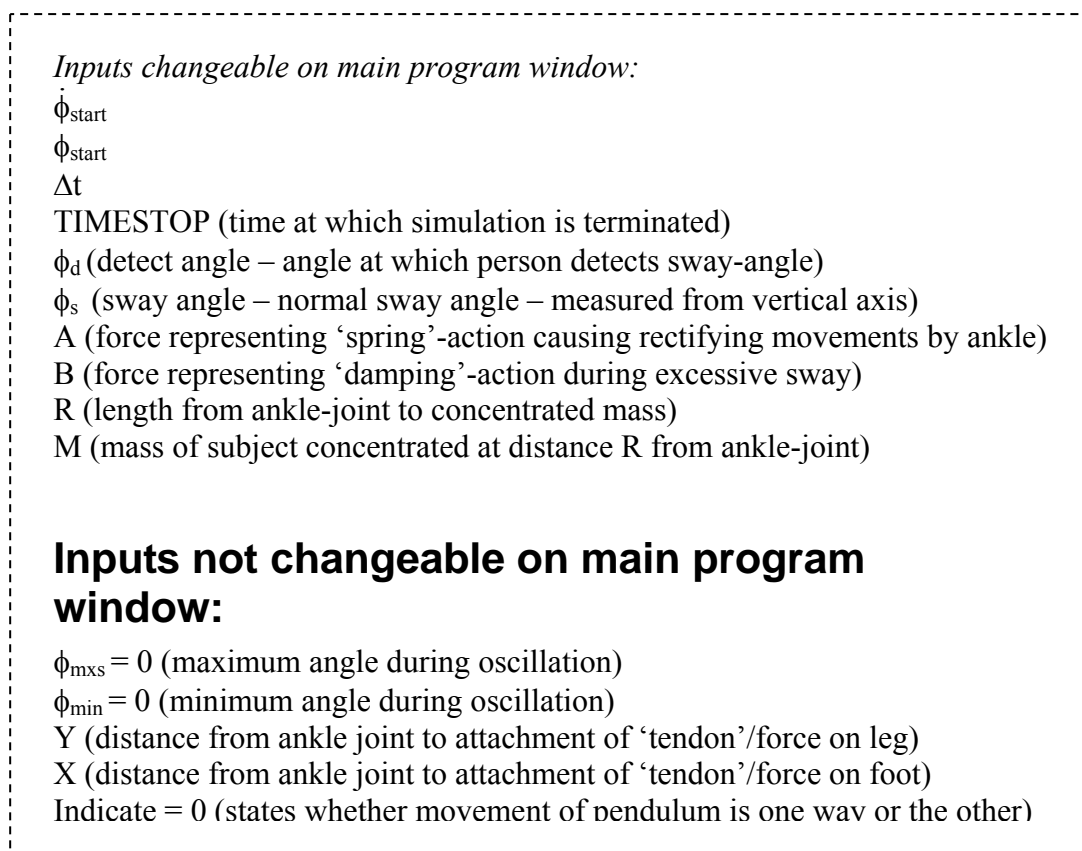 Inputs changeable on main program window:
ϕ̇start
ϕstart
Δt
TIMESTOP (time at which simulation is terminated)
ϕd (detect angle – angle at which person detects sway-angle)
ϕs (sway angle – normal sway angle – measured from vertical axis)
A (force representing ‘spring’-action causing rectifying movements by ankle)
B (force representing ‘damping’-action during excessive sway)
R (length from ankle-joint to concentrated mass)
M (mass of subject concentrated at distance R from ankle-joint)
Inputs not changeable on main program
window:
ϕmxs = 0 (maximum angle during oscillation)
ϕmin = 0 (minimum angle during oscillation)
Y (distance from ankle joint to attachment of ‘tendon’/force on leg)
X (distance from ankle joint to attachment of ‘tendon’/force on foot)
Indicate = 0 (states whether movement of pendulum is one way or the other)